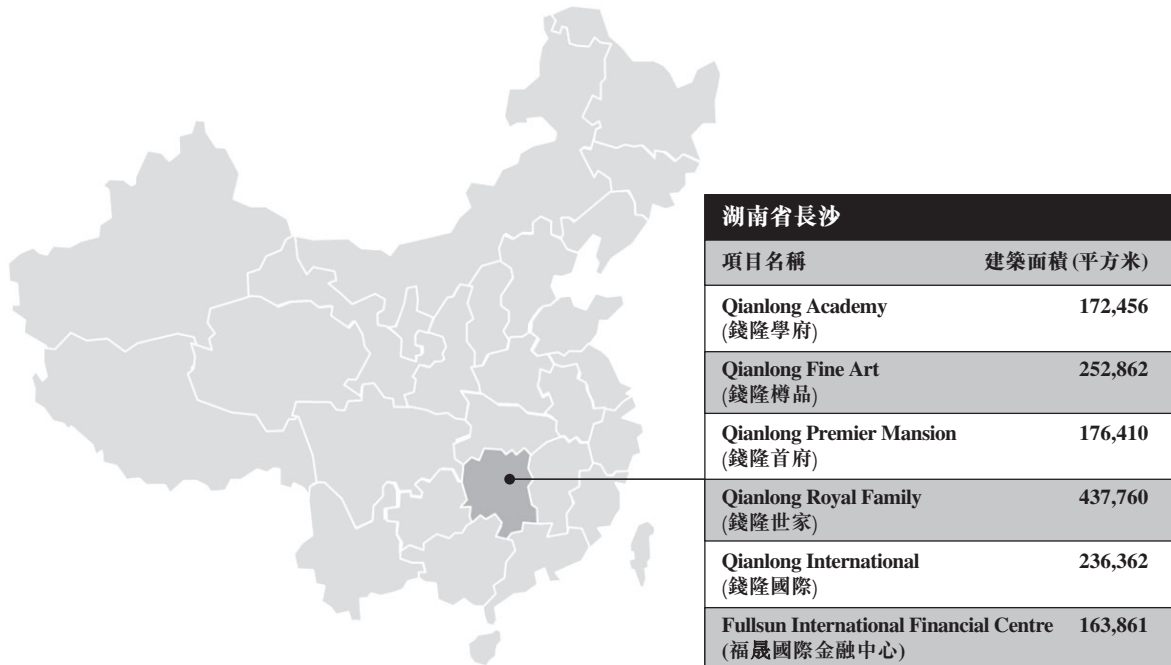 湖南省長沙
項目名稱 建築面積(平方米)
Qianlong Academy 172,456
(錢隆學府)
Qianlong Fine Art 252,862
(錢隆樽品)
Qianlong Premier Mansion 176,410
(錢隆首府)
Qianlong Royal Family 437,760
(錢隆世家)
Qianlong International 236,362
(錢隆國際)
Fullsun International Financial Centre 163,861
(福晟國際金融中心)